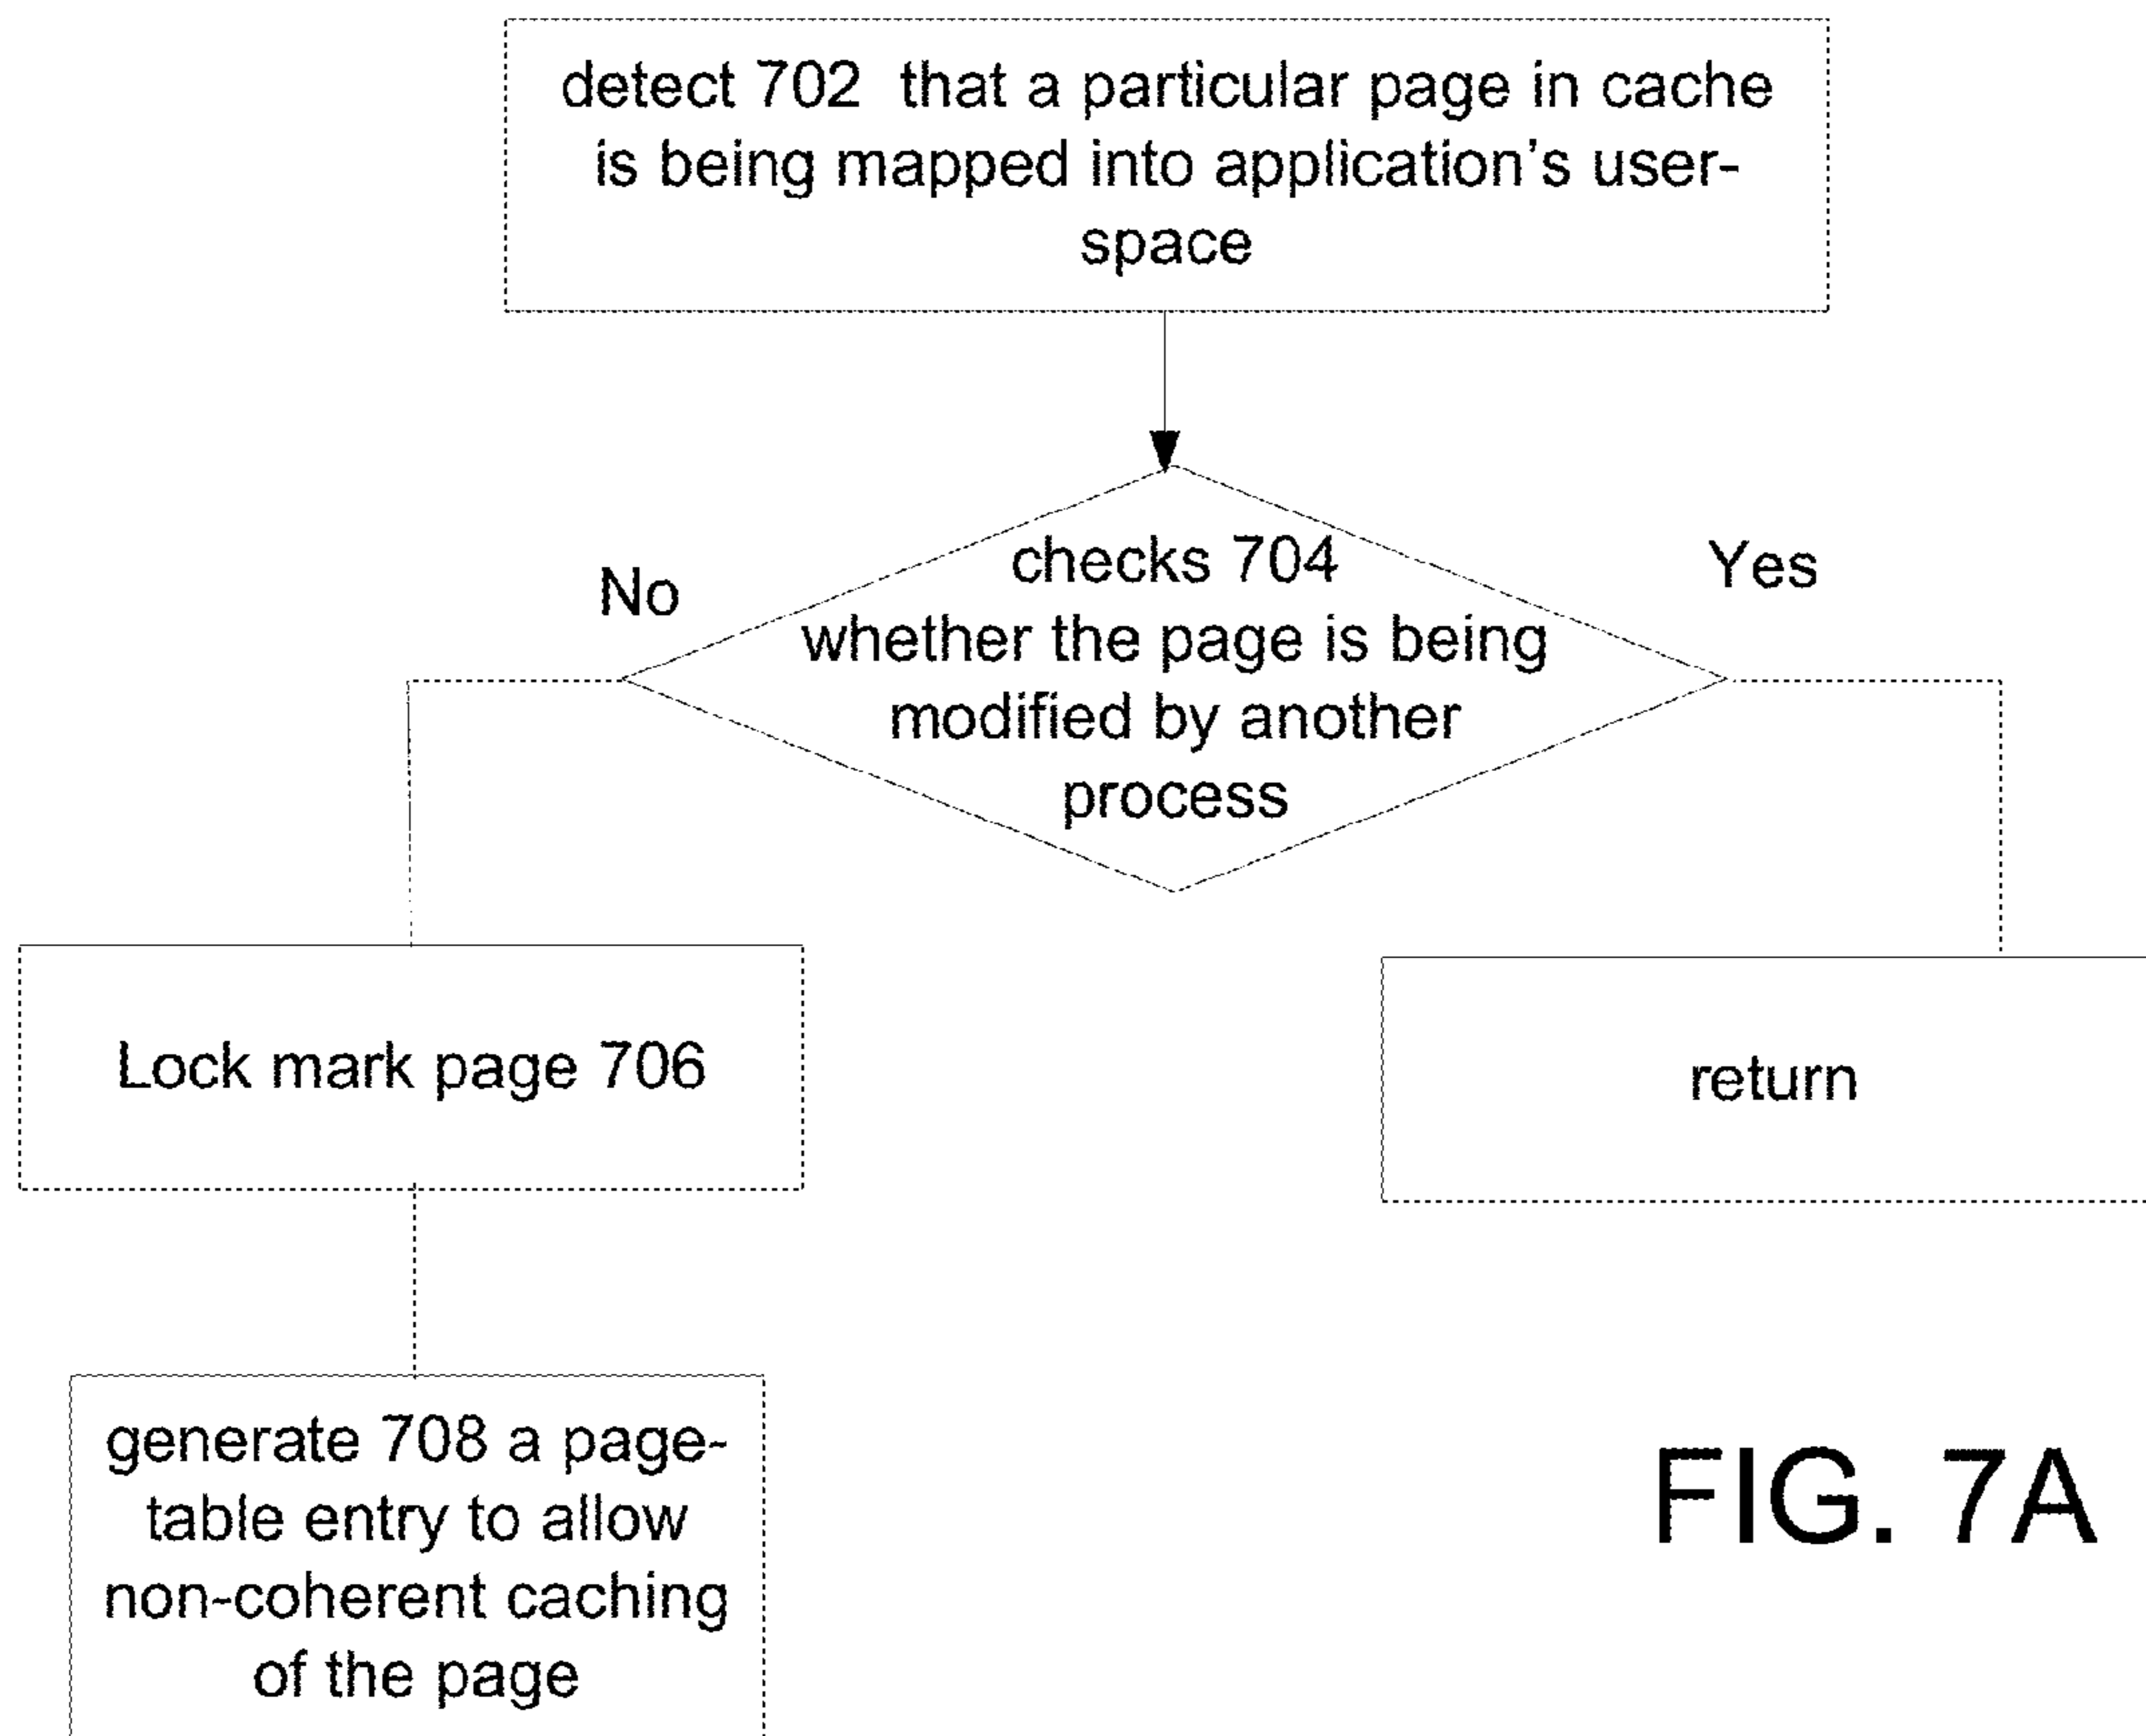 detect 702 that a particular page in cache
is being mapped into application's user-
space
checks 704
whether the page is being
modified by another
process
No
Yes
Lock mark page 706
return
generate 708 a page-
table entry to allow
non-coherent caching
of the page
FIG. 7A